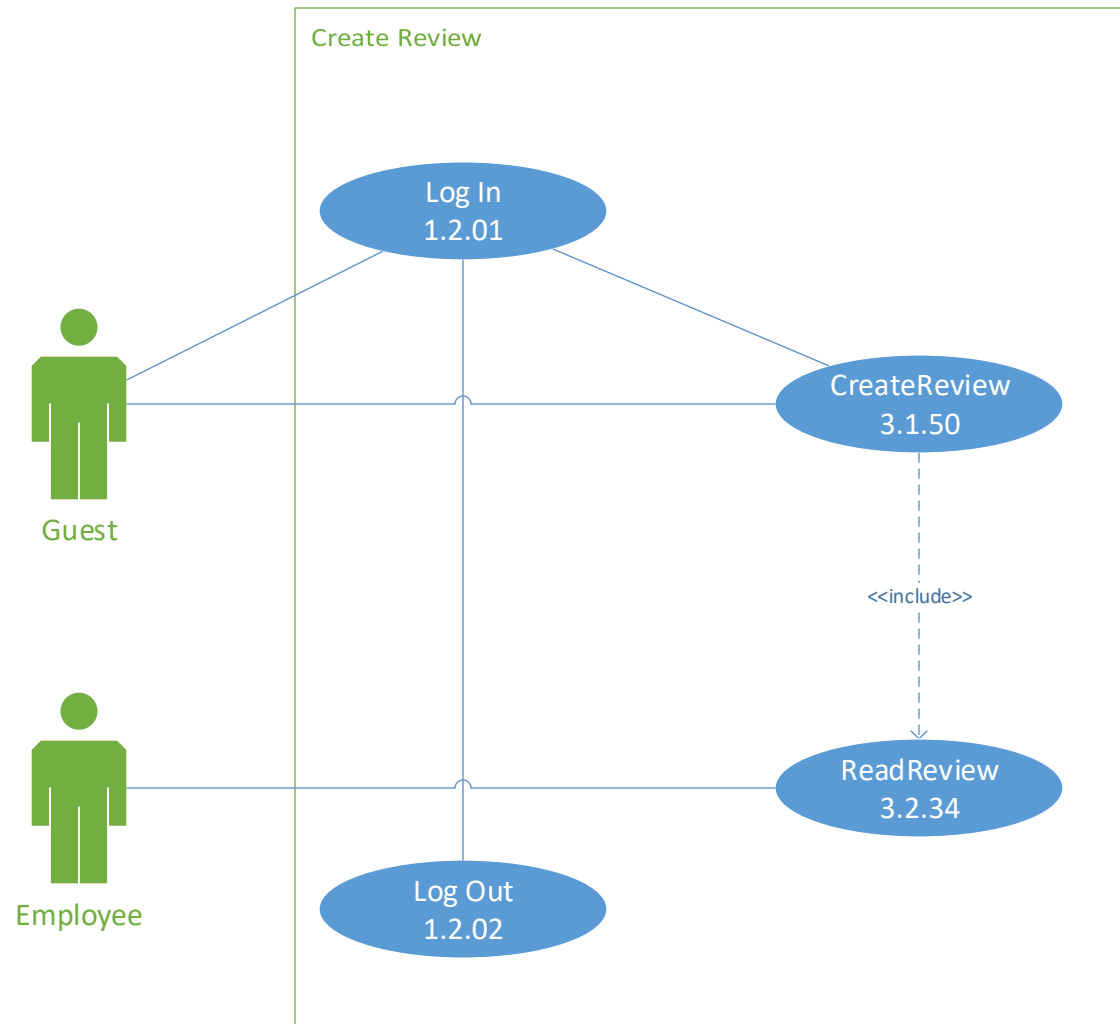 Create Review
Log In
1.2.01
CreateReview
3.1.50
Guest
<<include>>
ReadReview
3.2.34
Log Out
1.2.02
Employee